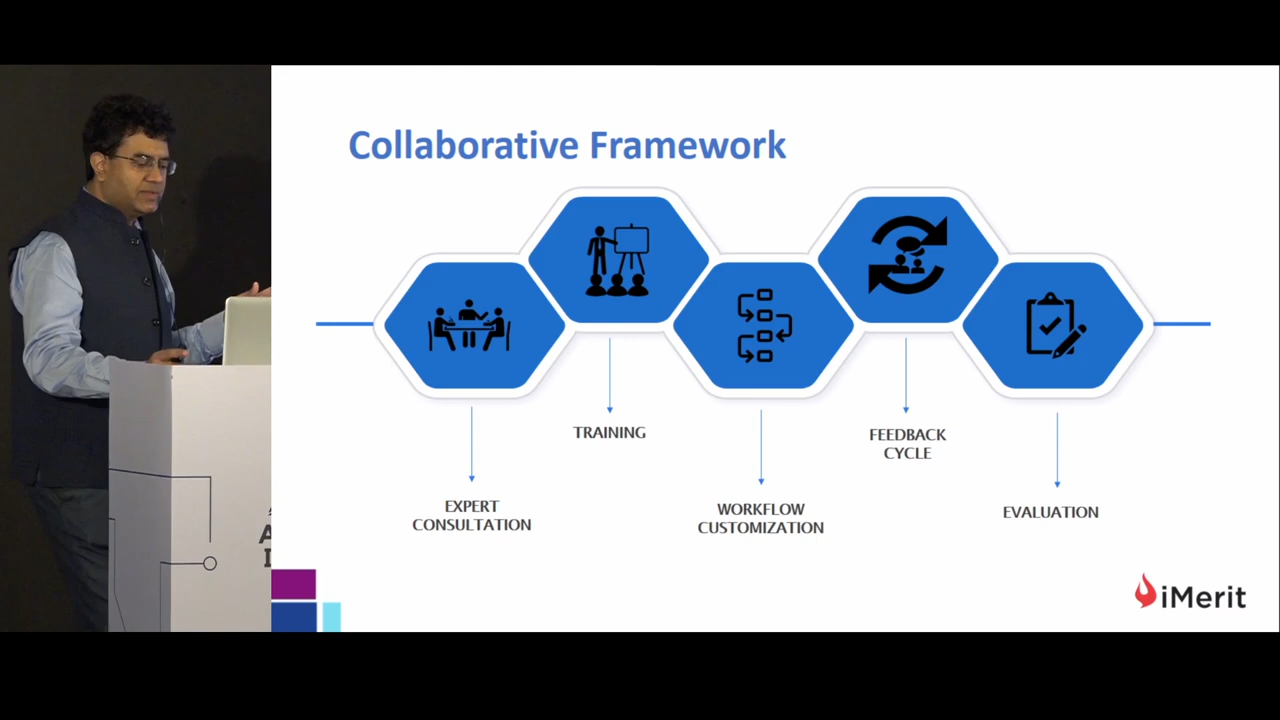 Collaborative Framework
TRAINING
FEEDBACK
CYCLE
EXPERT
CONSULTATION
WORKFLOW
CUSTOMIZATION
EVALUATION
iMerit